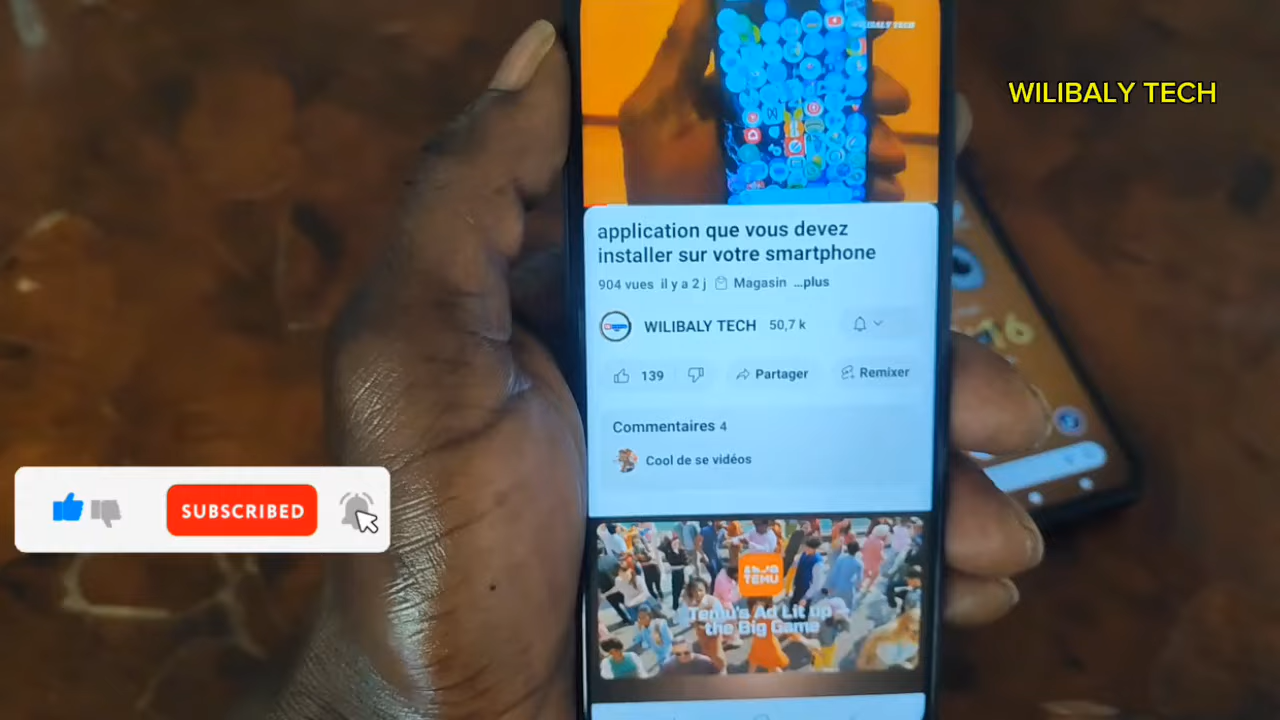 WILIBALY TECH
WILIBALY TECH
application que vous devez
installer sur votre smartphone
904 vues il y a 2 j Magasin ...plus
WILIBALY TECH 50,7 k
139 Partager Remixer
Commentaires 4
Cool de se vidéos
SUBSCRIBED
TEMU
Temu's Ad Lit up
the Big Game